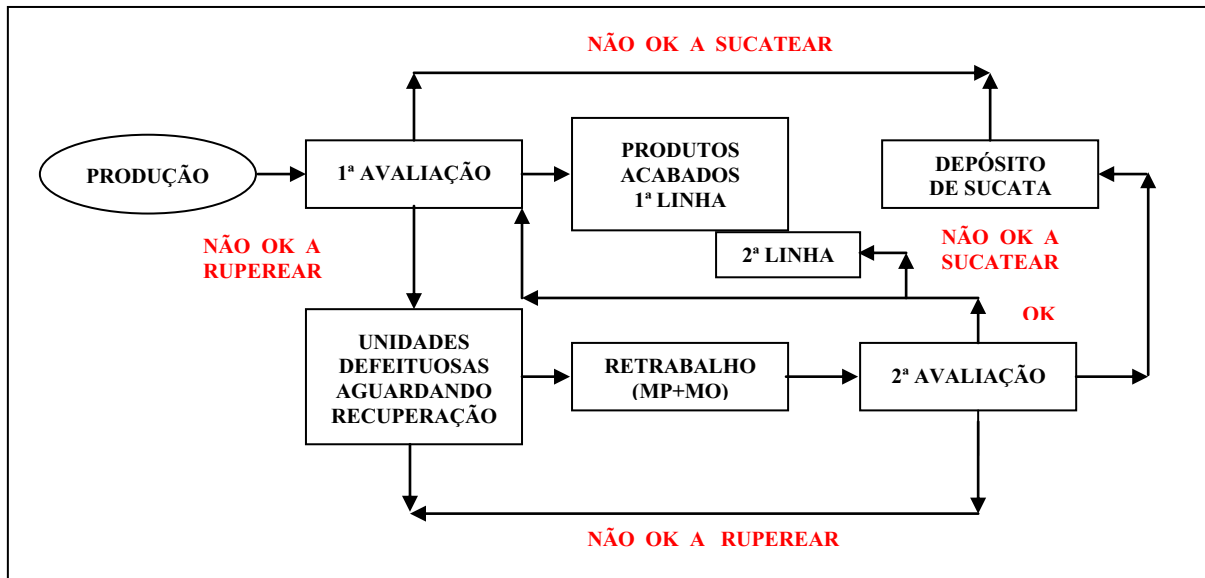 NÃO OK A SUCATEAR
PRODUÇÃO
1ª AVALIAÇÃO
PRODUTOS
ACABADOS
1ª LINHA
DEPÓSITO
DE SUCATA
NÃO OK A
RUPEREAR
2ª LINHA
NÃO OK A
SUCATEAR
OK
UNIDADES
DEFEITUOSAS
AGUARDANDO
RECUPERAÇÃO
RETRABALHO
(MP+MO)
2ª AVALIAÇÃO
NÃO OK A RUPEREAR